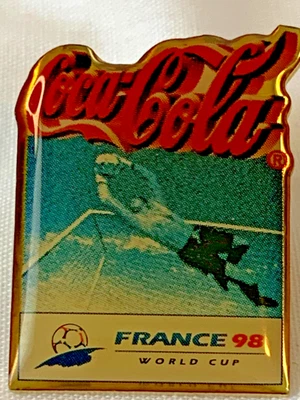 Coca-Cola
®
FRANCE 98
WORLD CUP